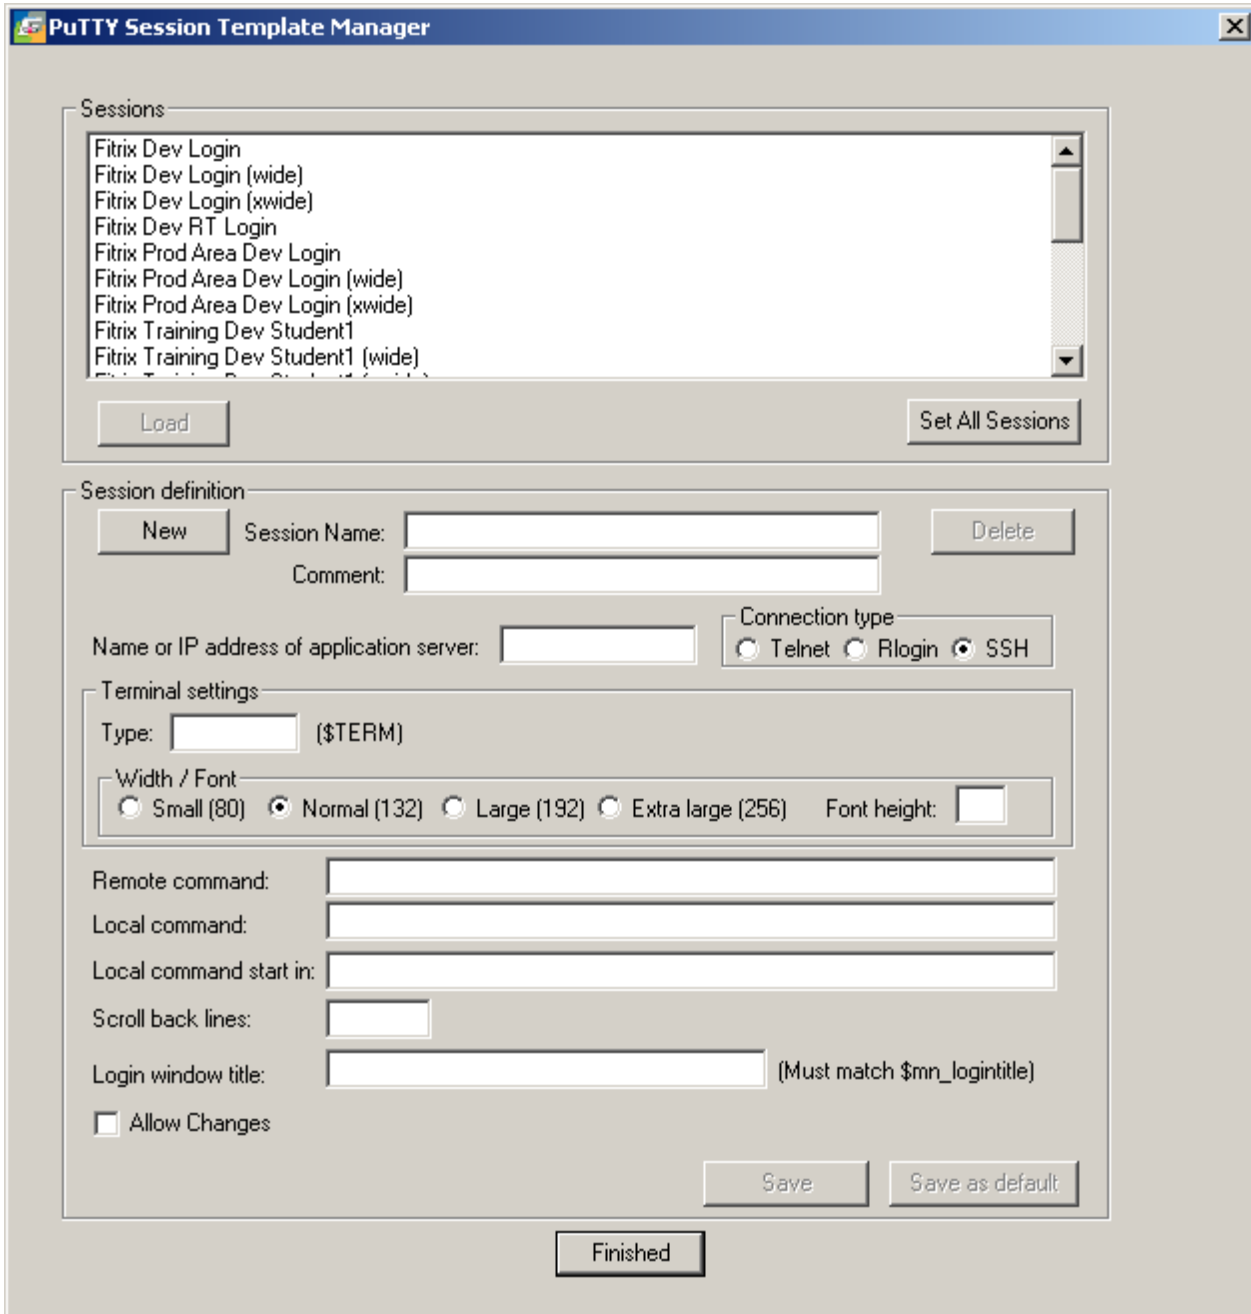 PuTTY Session Template Manager
Sessions
Fitrix Dev Login
Fitrix Dev Login (wide)
Fitrix Dev Login (xwide)
Fitrix Dev RT Login
Fitrix Prod Area Dev Login
Fitrix Prod Area Dev Login (wide)
Fitrix Prod Area Dev Login (xwide)
Fitrix Training Dev Student1
Fitrix Training Dev Student1 (wide)
Load Set All Sessions
Session definition
New Session Name: Delete
Comment:
Connection type
Name or IP address of application server: Telnet Rlogin SSH
Terminal settings
Type: ($TERM)
Width / Font
Small (80) Normal (132) Large (192) Extra large (256) Font height:
Remote command:
Local command:
Local command start in:
Scroll back lines:
Login window title: (Must match $mn_logintitle)
Allow Changes
Save Save as default
Finished